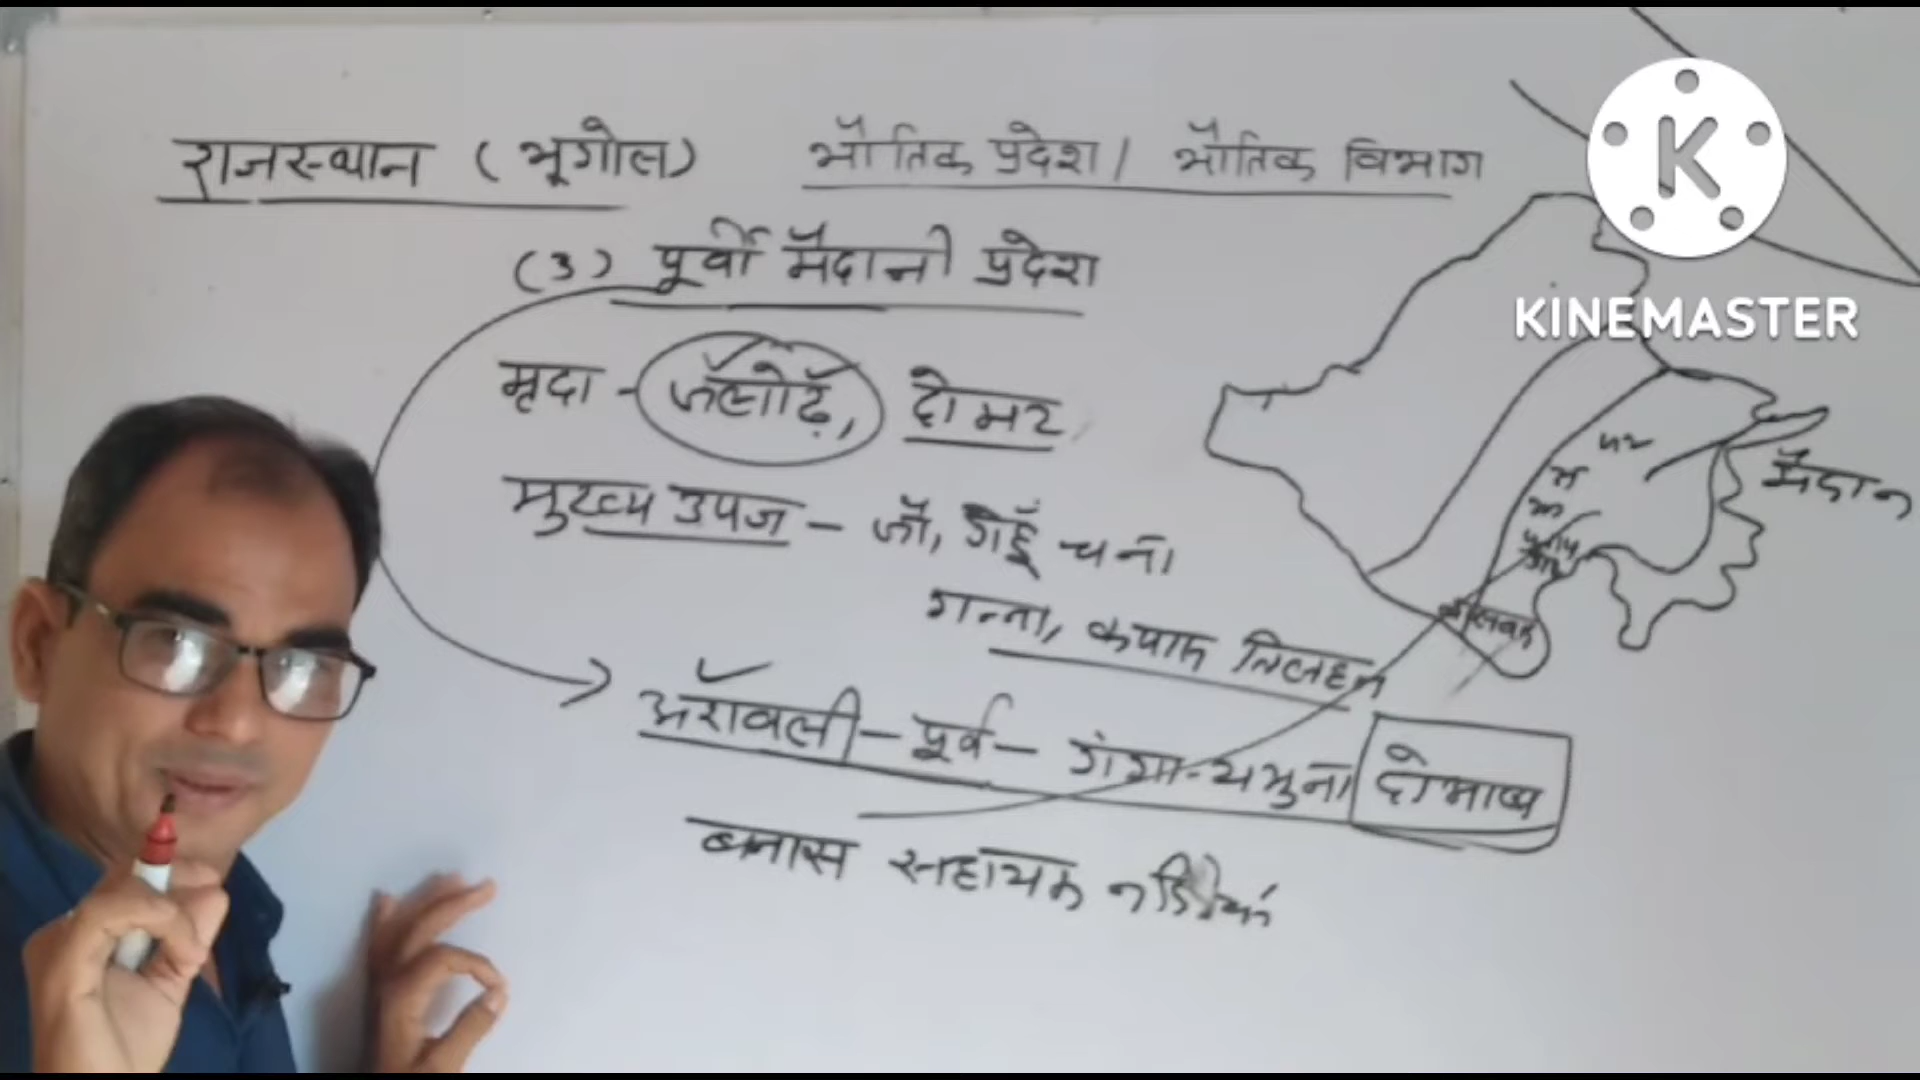 राजस्थान (भूगोल) भौतिक प्रदेश / भौतिक विभाग
(3) पूर्वी मैदानी प्रदेश
मृदा - जलोढ़, दोमट
मुख्य उपज - जौ, गेहूँ चना
गन्ना, कपास तिलहन
अरावली - पूर्व - गंगा-यमुना दोआब
बनास सहायक नदियां
मैदान
K
KINEMASTER